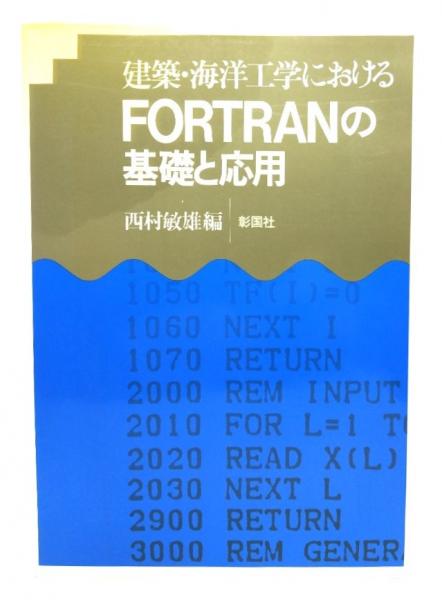 建築・海洋工学における
FORTRANの
基礎と応用
西村敏雄編
彰国社
1050 TF(I)=0
1060 NEXT I
1070 RETURN
2000 REM INPUT
2010 FOR L=1 T
2020 READ X(L)
2030 NEXT L
2900 RETURN
3000 REM GENER